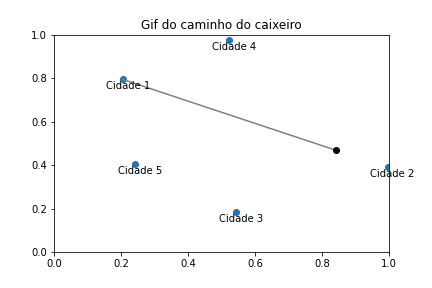 Gif do caminho do caixeiro
1.0
Cidade 4
0.8
Cidade 1
0.6
0.4
Cidade 5
Cidade 2
0.2
Cidade 3
0.0
0.0 0.2 0.4 0.6 0.8 1.0